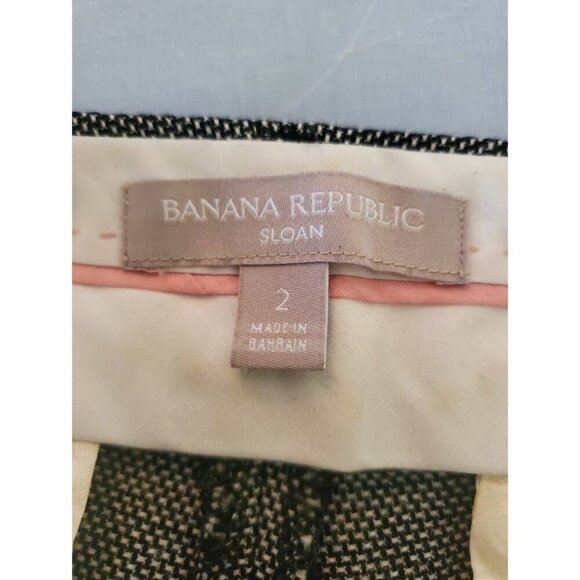 BANANA REPUBLIC
SLOAN
2
MADE IN
BAHRAIN